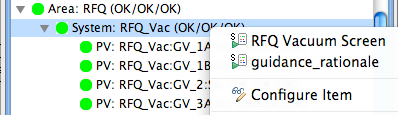 Area: RFQ (OK/OK/OK)
System: RFQ_Vac (OK/OK/OK)
PV: RFQ_Vac:GV_1A
PV: RFQ_Vac:GV_1B
PV: RFQ_Vac:GV_2:S
PV: RFQ_Vac:GV_3A
RFQ Vacuum Screen
guidance_rationale
Configure Item